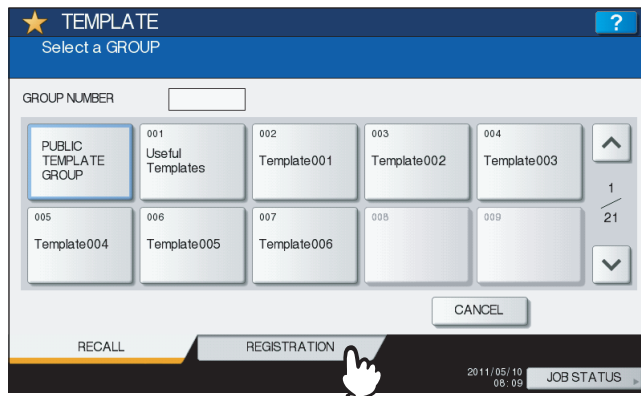 TEMPLATE
?
Select a GROUP
GROUP NUMBER
PUBLIC
TEMPLATE
GROUP
001
Useful
Templates
002
Template001
003
Template002
004
Template003
1
21
005
Template004
006
Template005
007
Template006
008
009
CANCEL
RECALL
REGISTRATION
2011/05/10
08:09
JOB STATUS